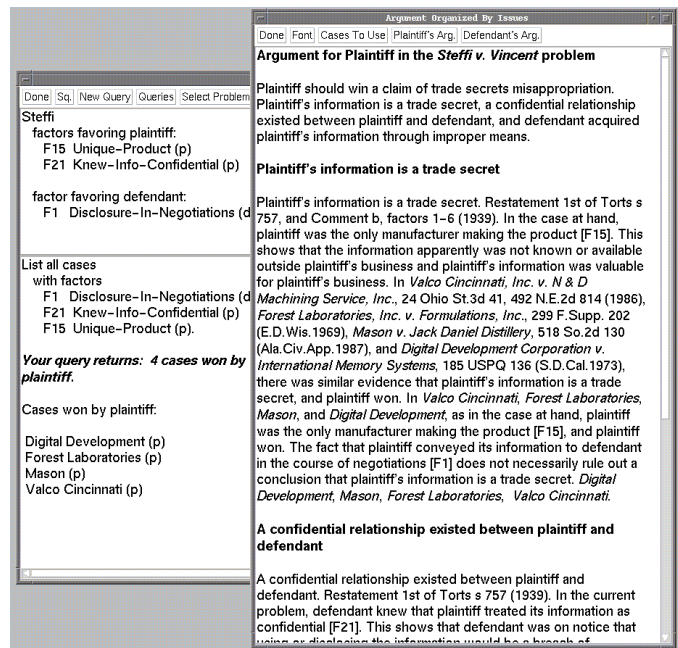 Done Sq. New Query Queries Select Problem
Steffi
factors favoring plaintiff:
F15 Unique-Product (p)
F21 Knew-Info-Confidential (p)
factor favoring defendant:
F1 Disclosure-In-Negotiations (d
List all cases
with factors
F1 Disclosure-In-Negotiations (d
F21 Knew-Info-Confidential (p)
F15 Unique-Product (p).
Your query returns: 4 cases won by
plaintiff.
Cases won by plaintiff:
Digital Development (p)
Forest Laboratories (p)
Mason (p)
Valco Cincinnati (p)
Argument Organized By Issues
Done Font Cases To Use Plaintiff's Arg. Defendant's Arg.
Argument for Plaintiff in the Steffi v. Vincent problem
Plaintiff should win a claim of trade secrets misappropriation.
Plaintiff's information is a trade secret, a confidential relationship
existed between plaintiff and defendant, and defendant acquired
plaintiff's information through improper means.
Plaintiff's information is a trade secret
Plaintiff's information is a trade secret. Restatement 1st of Torts s
757, and Comment b, factors 1-6 (1939). In the case at hand,
plaintiff was the only manufacturer making the product [F15]. This
shows that the information apparently was not known or available
outside plaintiff's business and plaintiff's information was valuable
for plaintiff's business. In Valco Cincinnati, Inc. v. N & D
Machining Service, Inc., 24 Ohio St.3d 41, 492 N.E.2d 814 (1986),
Forest Laboratories, Inc. v. Formulations, Inc., 299 F.Supp. 202
(E.D.Wis.1969), Mason v. Jack Daniel Distillery, 518 So.2d 130
(Ala.Civ.App.1987), and Digital Development Corporation v.
International Memory Systems, 185 USPQ 136 (S.D.Cal.1973),
there was similar evidence that plaintiff's information is a trade
secret, and plaintiff won. In Valco Cincinnati, Forest Laboratories,
Mason, and Digital Development, as in the case at hand, plaintiff
was the only manufacturer making the product [F15], and plaintiff
won. The fact that plaintiff conveyed its information to defendant
in the course of negotiations [F1] does not necessarily rule out a
conclusion that plaintiff's information is a trade secret. Digital
Development, Mason, Forest Laboratories, Valco Cincinnati.
A confidential relationship existed between plaintiff and
defendant
A confidential relationship existed between plaintiff and
defendant. Restatement 1st of Torts s 757 (1939). In the current
problem, defendant knew that plaintiff treated its information as
confidential [F21]. This shows that defendant was on notice that
using or disclosing the information would be a breach of